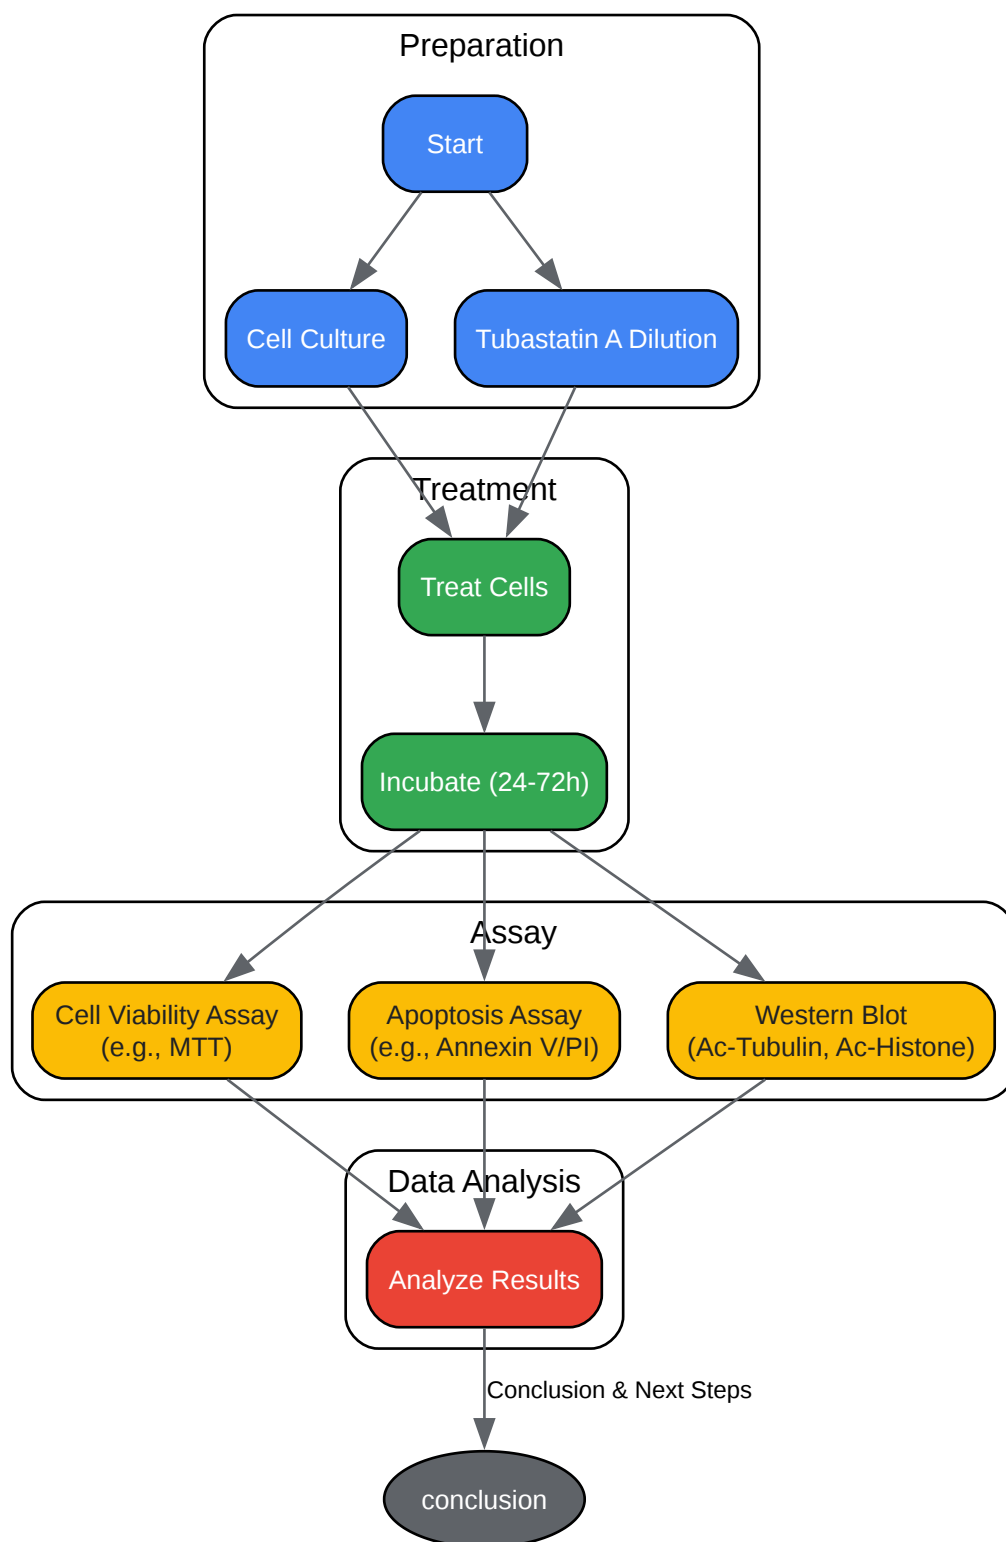 Preparation
Start
Cell Culture
Tubastatin A Dilution
Treatment
Treat Cells
Incubate (24-72h)
Assay
Cell Viability Assay
(e.g., MTT)
Apoptosis Assay
(e.g., Annexin V/PI)
Western Blot
(Ac-Tubulin, Ac-Histone)
Data Analysis
Analyze Results
Conclusion & Next Steps
conclusion